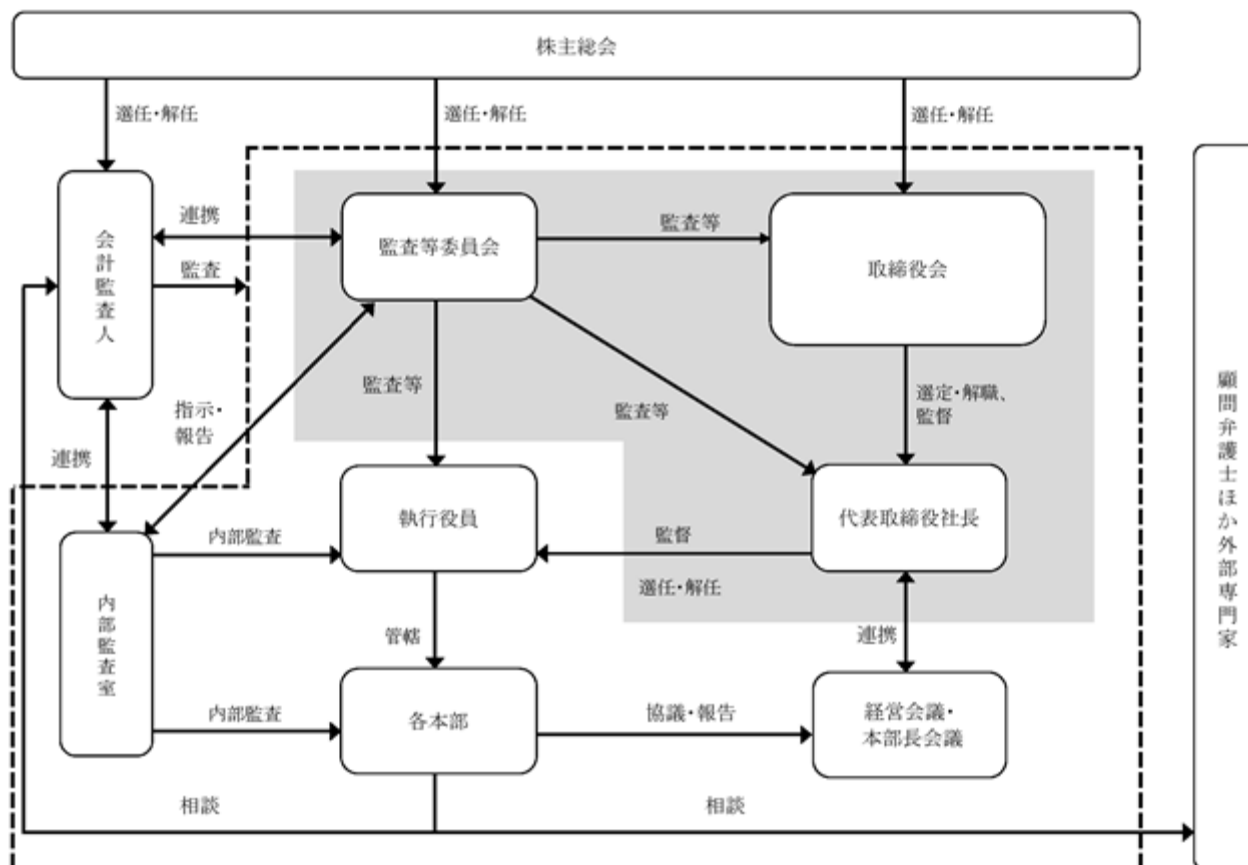 株主総会
選任・解任
選任・解任
選任・解任
会計監査人
連携
監査
監査等委員会
監査等
取締役会
監査等
監査等
選定・解職、
監督
指示・
報告
連携
執行役員
代表取締役社長
内部監査
監督
選任・解任
内部監査室
管轄
連携
内部監査
各本部
協議・報告
経営会議・
本部長会議
相談
相談
顧問弁護士ほか外部専門家